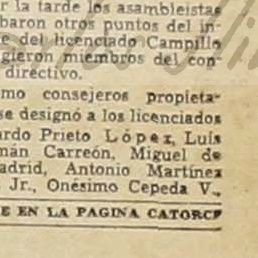 r la tarde los asambleistas
baron otros puntos del in-
e del licenciado Campillo
gieron miembros del con-
directivo.
mo consejeros propieta-
se designó a los licenciados
ardo Prieto López, Luis
mán Carreón, Miguel de
adrid, Antonio Martínez
Jr., Onésimo Cepeda V.,
E EN LA PAGINA CATORCE